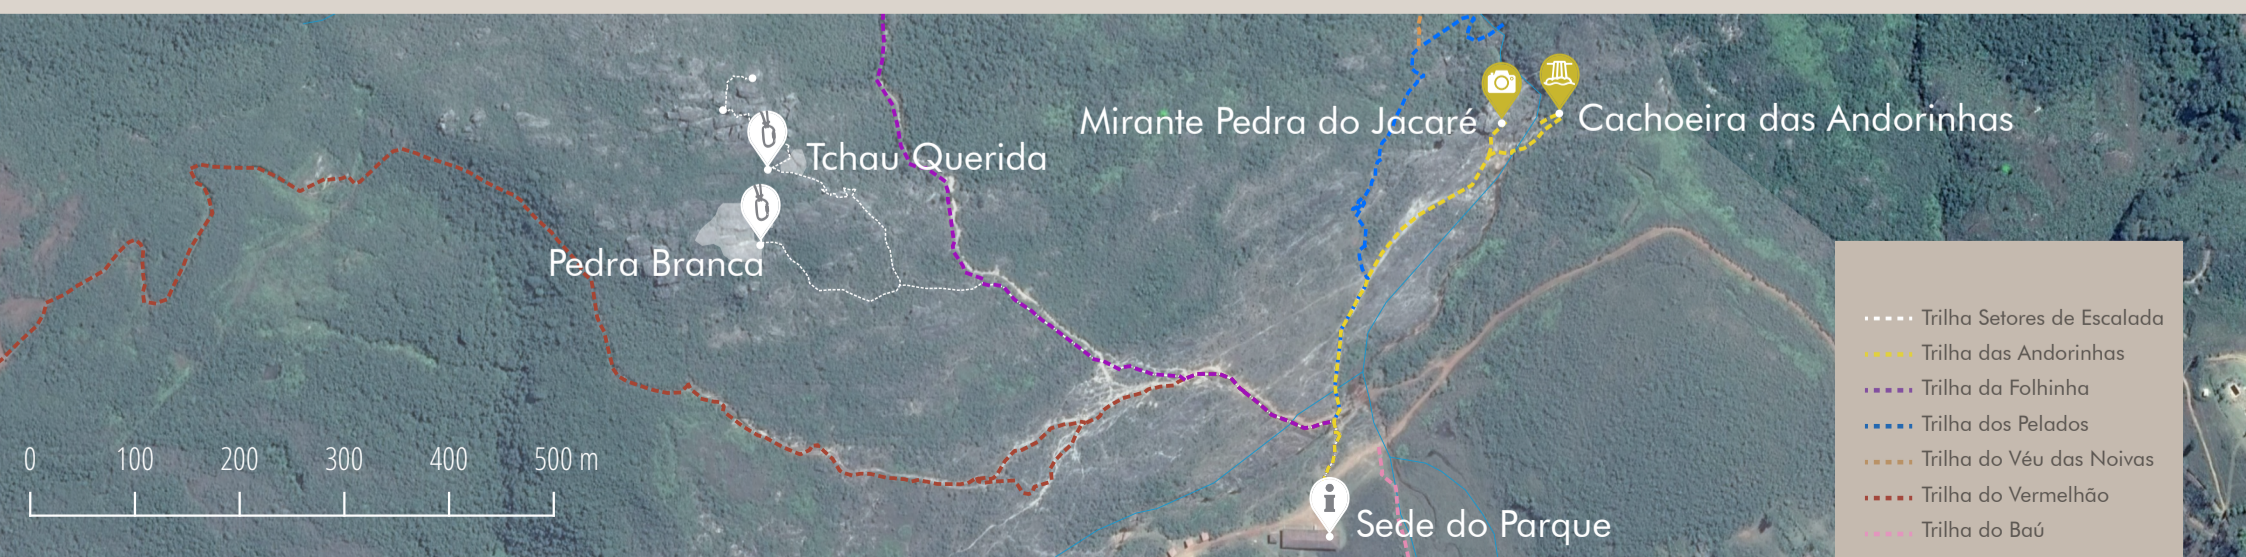 Mirante Pedra do Jacaré
Cachoeira das Andorinhas
Tchau Querida
Pedra Branca
0 100 200 300 400 500 m
Sede do Parque
Trilha Setores de Escalada
Trilha das Andorinhas
Trilha da Folhinha
Trilha dos Pelados
Trilha do Véu das Noivas
Trilha do Vermelhão
Trilha do Baú